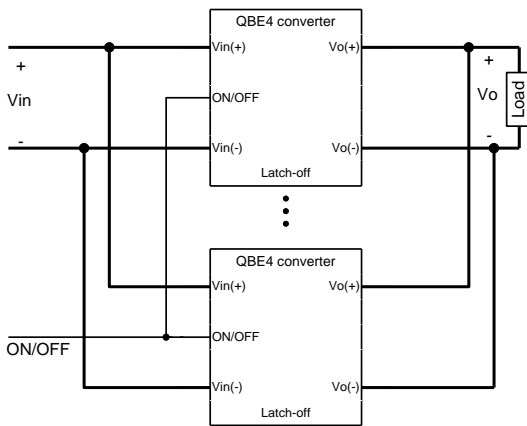 QBE4 converter
Vin(+)
Vo(+)
+
+
Vin
ON/OFF
Vo
Load
-
Vin(-)
Vo(-)
-
Latch-off
QBE4 converter
Vin(+)
Vo(+)
ON/OFF
ON/OFF
Vin(-)
Vo(-)
Latch-off